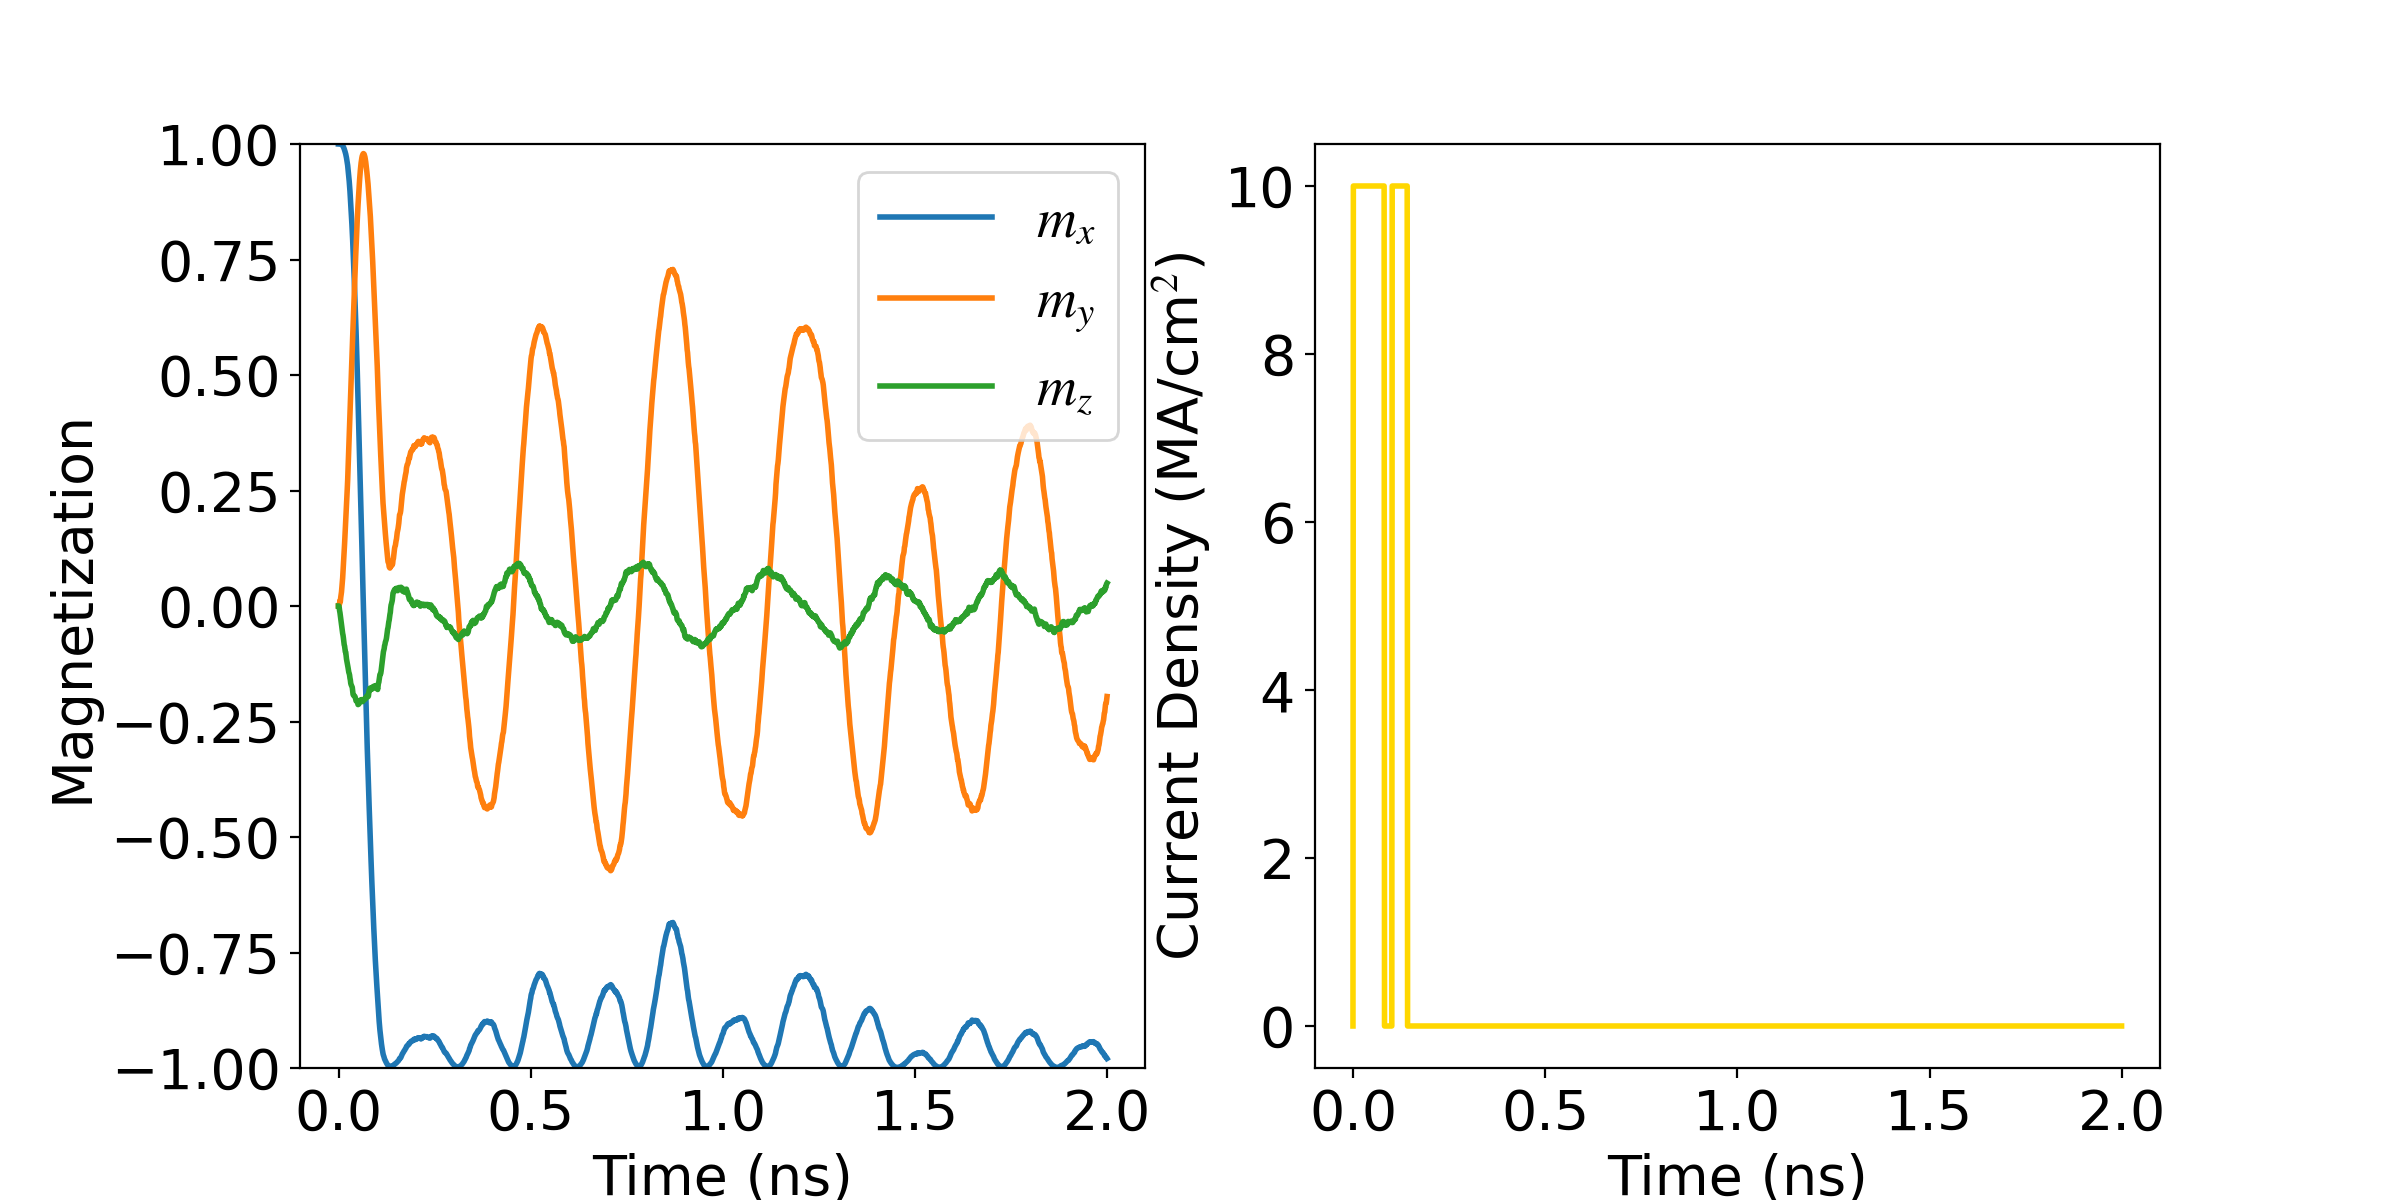 Magnetization
1.00
0.75
0.50
0.25
0.00
−0.25
−0.50
−0.75
−1.00
0.0 0.5 1.0 1.5 2.0
Time (ns)
m_x
m_y
m_z
Current Density (MA/cm²)
10
8
6
4
2
0
0.0 0.5 1.0 1.5 2.0
Time (ns)